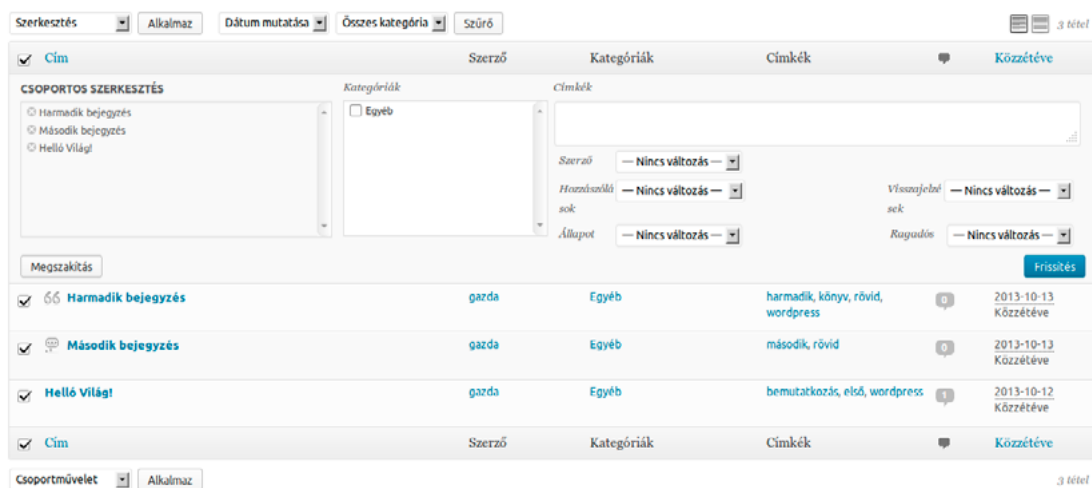 Szerkesztés Alkalmaz Dátum mutatása Összes kategória Szűrő 3 tétel
Cím Szerző Kategóriák Címkék Közzétéve
CSOPORTOS SZERKESZTÉS Kategóriák Címkék
Harmadik bejegyzés Egyéb
Második bejegyzés
Helló Világ!
Szerző — Nincs változás —
Hozzászólá — Nincs változás — Visszajelzé — Nincs változás —
sok sek
Állapot — Nincs változás — Ragadós — Nincs változás —
Megszakítás Frissítés
Harmadik bejegyzés gazda Egyéb harmadik, könyv, rövid, 0 2013-10-13
wordpress Közzétéve
Második bejegyzés gazda Egyéb második, rövid 0 2013-10-13
Közzétéve
Helló Világ! gazda Egyéb bemutatkozás, első, wordpress 1 2013-10-12
Közzétéve
Cím Szerző Kategóriák Címkék Közzétéve
Csoportművelet Alkalmaz 3 tétel